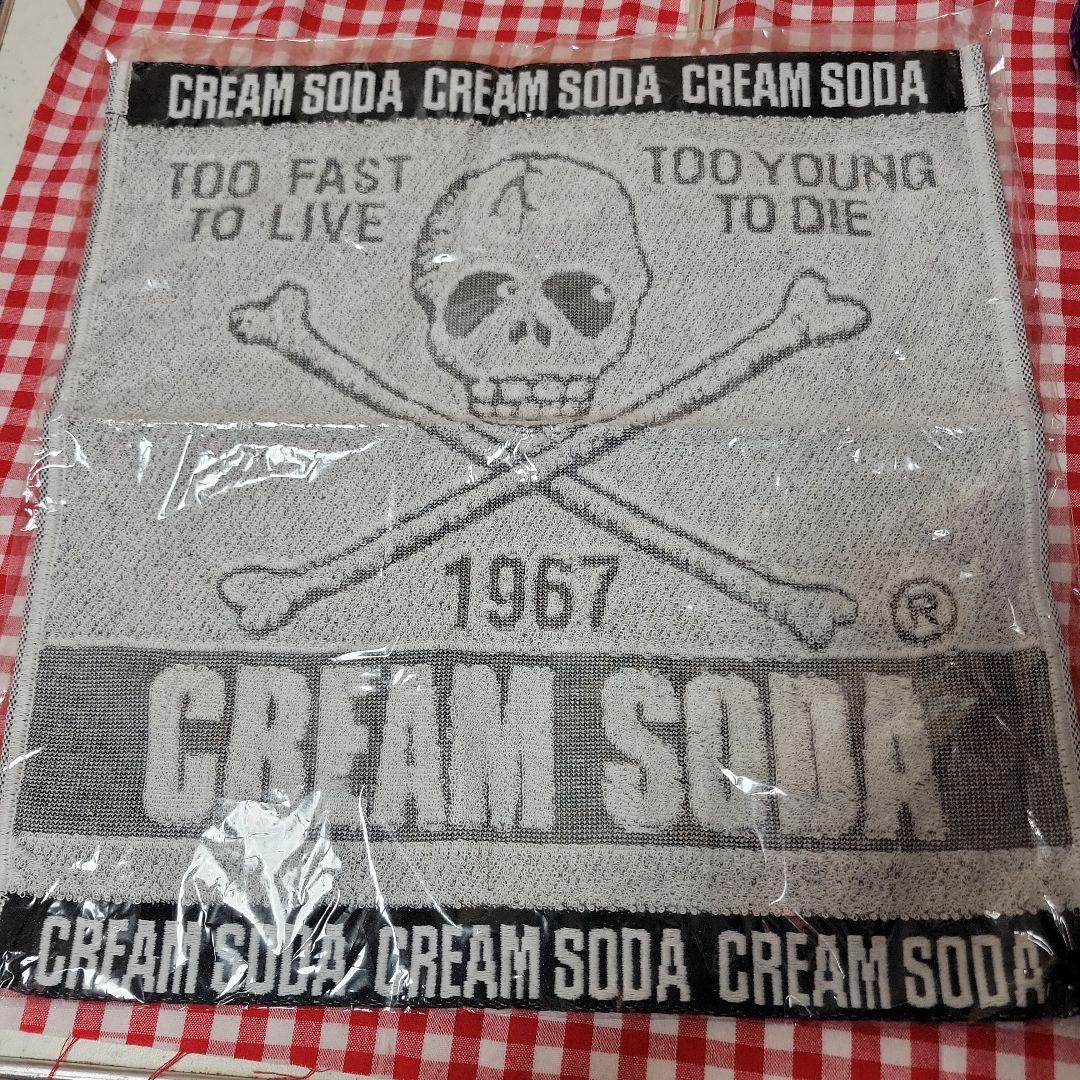 CREAM SODA CREAM SODA CREAM SODA
TOO FAST
TO LIVE
TOO YOUNG
TO DIE
1967
®
CREAM SODA
CREAM SODA CREAM SODA CREAM SODA